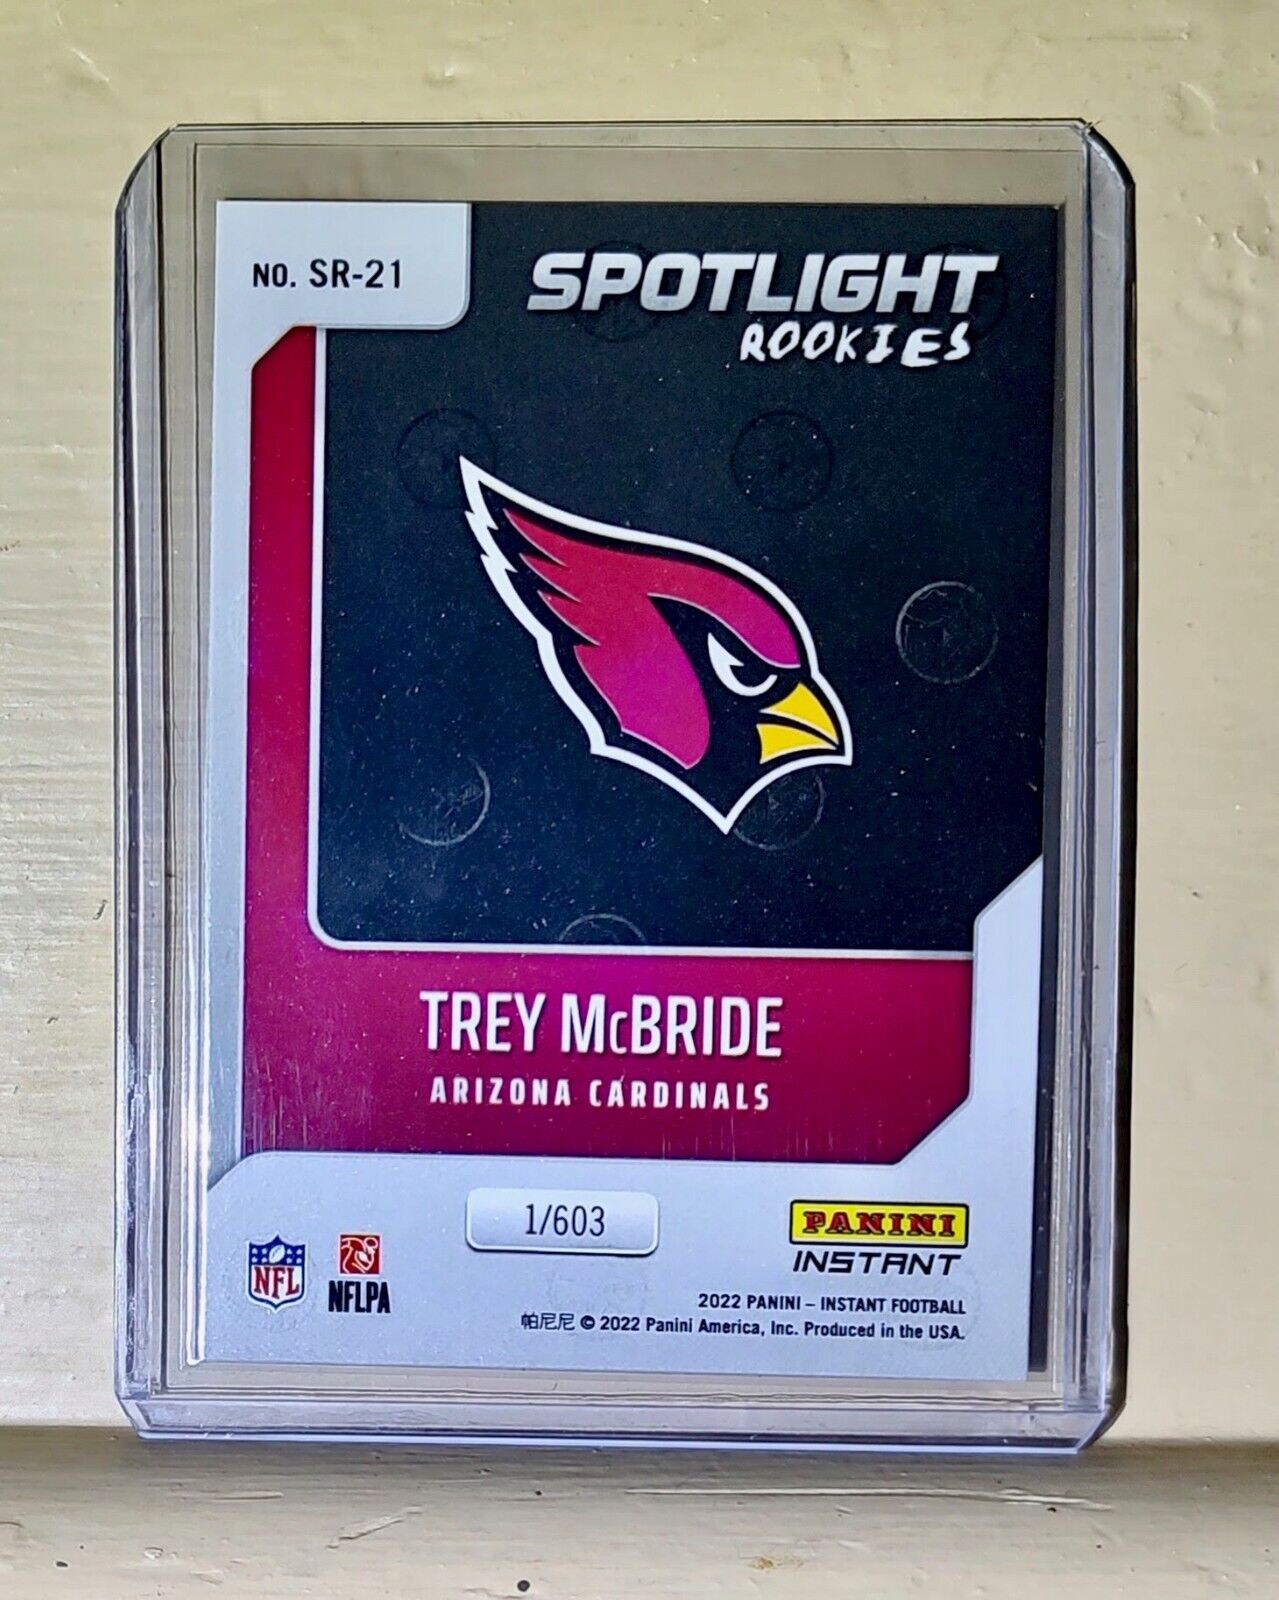 NO. SR-21
SPOTLIGHT
ROOKIES
TREY McBRIDE
ARIZONA CARDINALS
1/603
PANINI
INSTANT
NFL
NFLPA
2022 PANINI – INSTANT FOOTBALL
帕尼尼 © 2022 Panini America, Inc. Produced in the USA.